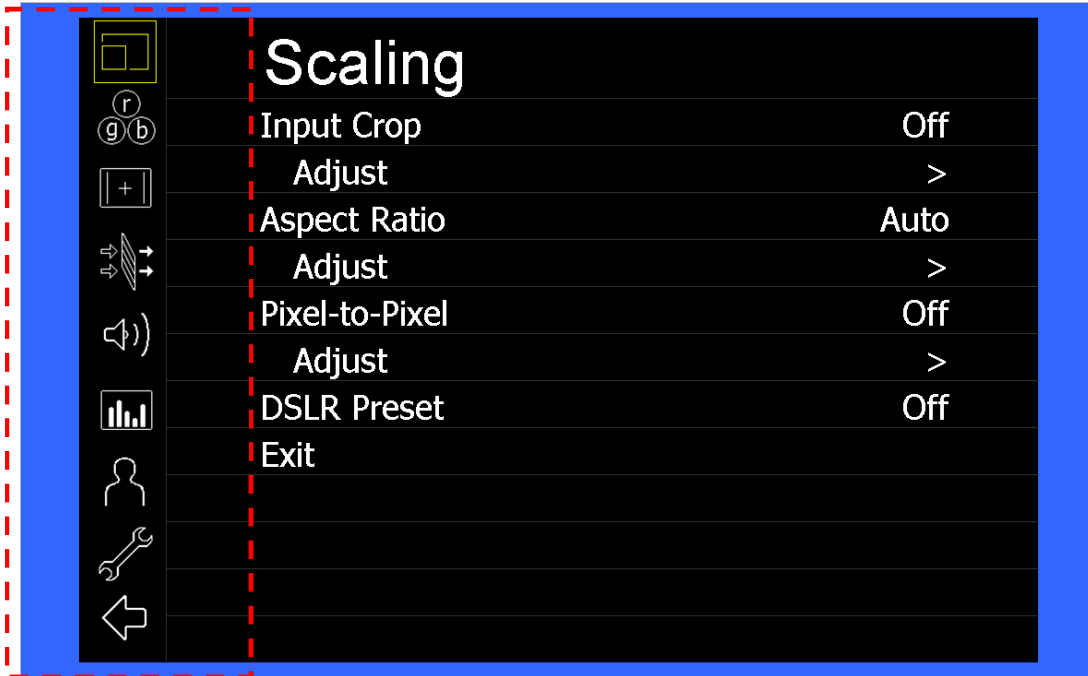 Scaling
r
g b
Input Crop Off
Adjust >
Aspect Ratio Auto
Adjust >
Pixel-to-Pixel Off
Adjust >
DSLR Preset Off
Exit